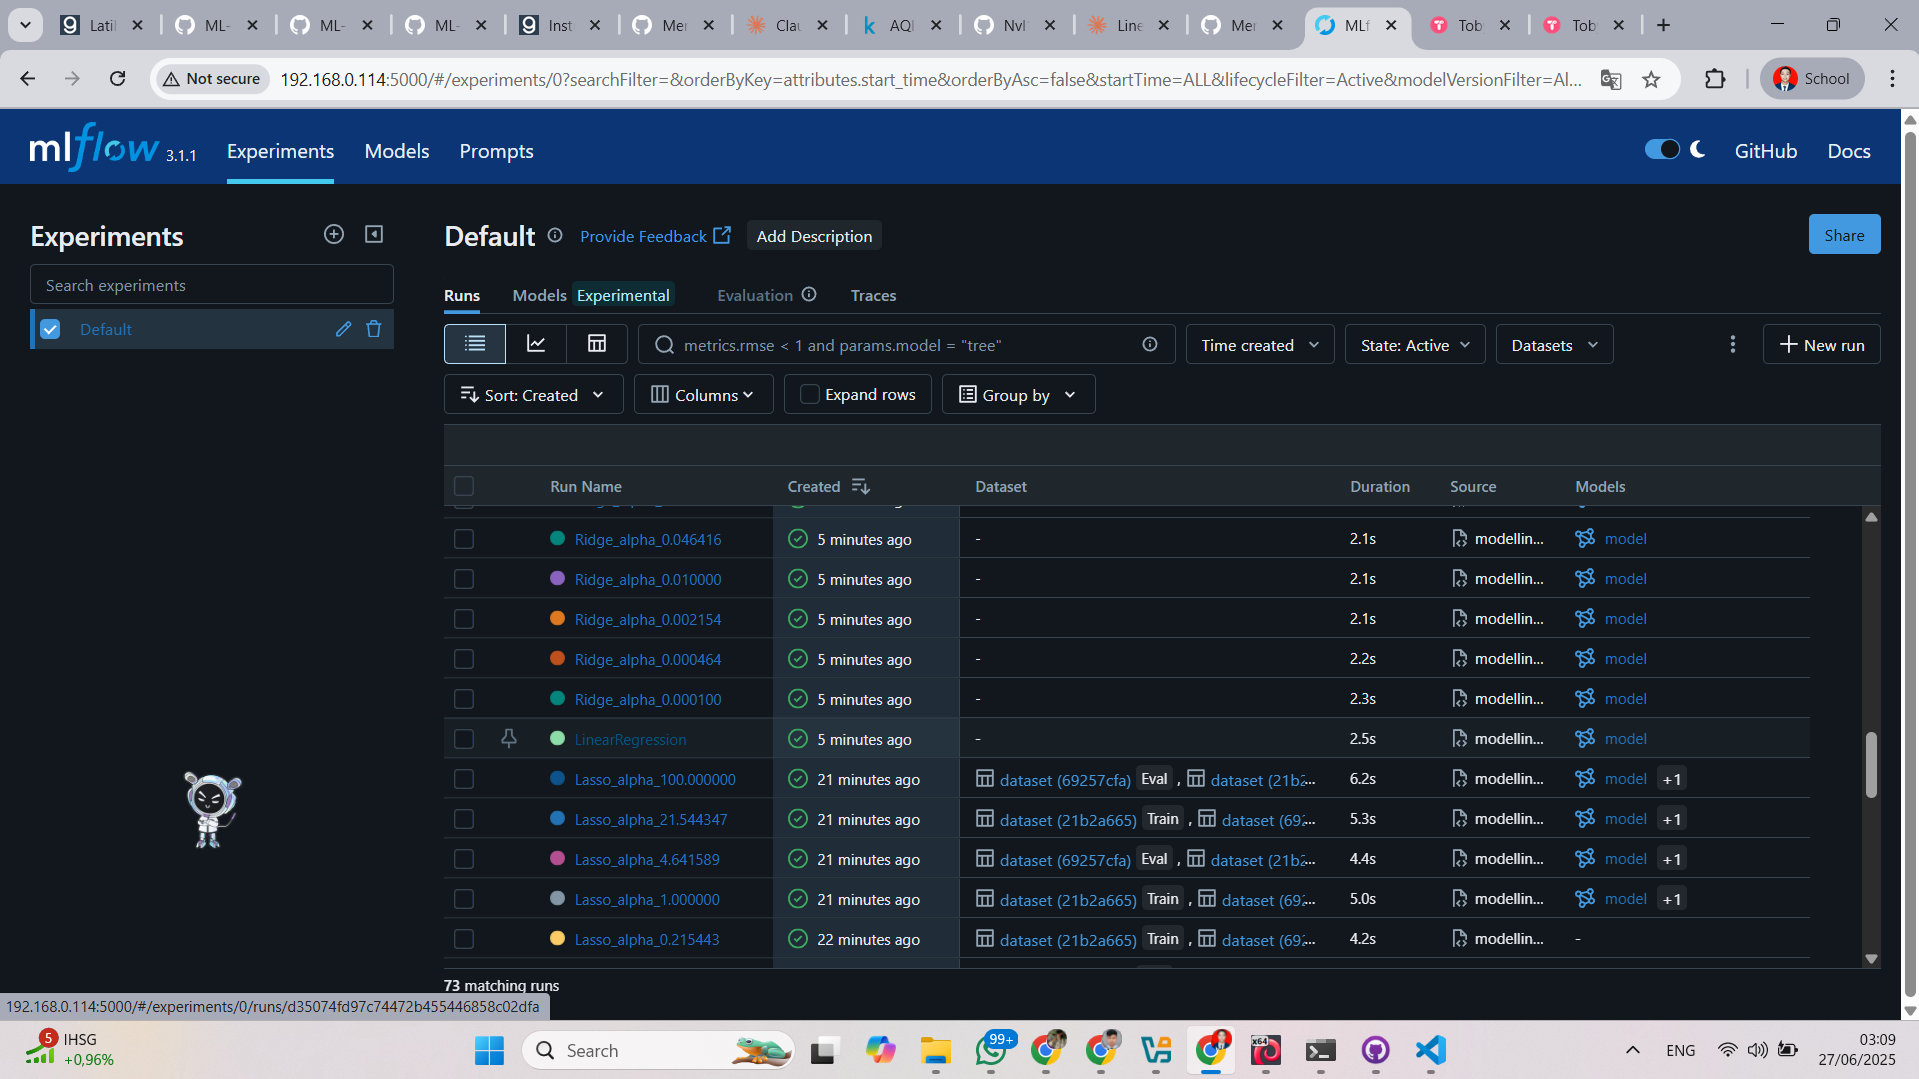 Latil
ML-
ML-
ML-
Inst
Mer
Clau
AQI
Nvl
Line
Mer
MLf
Tob
Tob
Not secure
192.168.0.114:5000/#/experiments/0?searchFilter=&orderByKey=attributes.start_time&orderByAsc=false&startTime=ALL&lifecycleFilter=Active&modelVersionFilter=Al...
School
mlflow 3.1.1
Experiments
Models
Prompts
GitHub
Docs
Experiments
Search experiments
Default
Default
Provide Feedback
Add Description
Share
Runs
Models Experimental
Evaluation
Traces
metrics.rmse < 1 and params.model = "tree"
Time created
State: Active
Datasets
New run
Sort: Created
Columns
Expand rows
Group by
Run Name Created Dataset Duration Source Models
Ridge_alpha_0.046416 5 minutes ago - 2.1s modellin... model
Ridge_alpha_0.010000 5 minutes ago - 2.1s modellin... model
Ridge_alpha_0.002154 5 minutes ago - 2.1s modellin... model
Ridge_alpha_0.000464 5 minutes ago - 2.2s modellin... model
Ridge_alpha_0.000100 5 minutes ago - 2.3s modellin... model
LinearRegression 5 minutes ago - 2.5s modellin... model
Lasso_alpha_100.000000 21 minutes ago dataset (69257cfa) Eval , dataset (21b2... 6.2s modellin... model +1
Lasso_alpha_21.544347 21 minutes ago dataset (21b2a665) Train , dataset (692... 5.3s modellin... model +1
Lasso_alpha_4.641589 21 minutes ago dataset (69257cfa) Eval , dataset (21b2... 4.4s modellin... model +1
Lasso_alpha_1.000000 21 minutes ago dataset (21b2a665) Train , dataset (692... 5.0s modellin... model +1
Lasso_alpha_0.215443 22 minutes ago dataset (21b2a665) Train , dataset (692... 4.2s modellin... -
73 matching runs
192.168.0.114:5000/#/experiments/0/runs/d35074fd97c74472b455446858c02dfa
5
IHSG
+0,96%
Search
99+
X64
ENG
03:09
27/06/2025